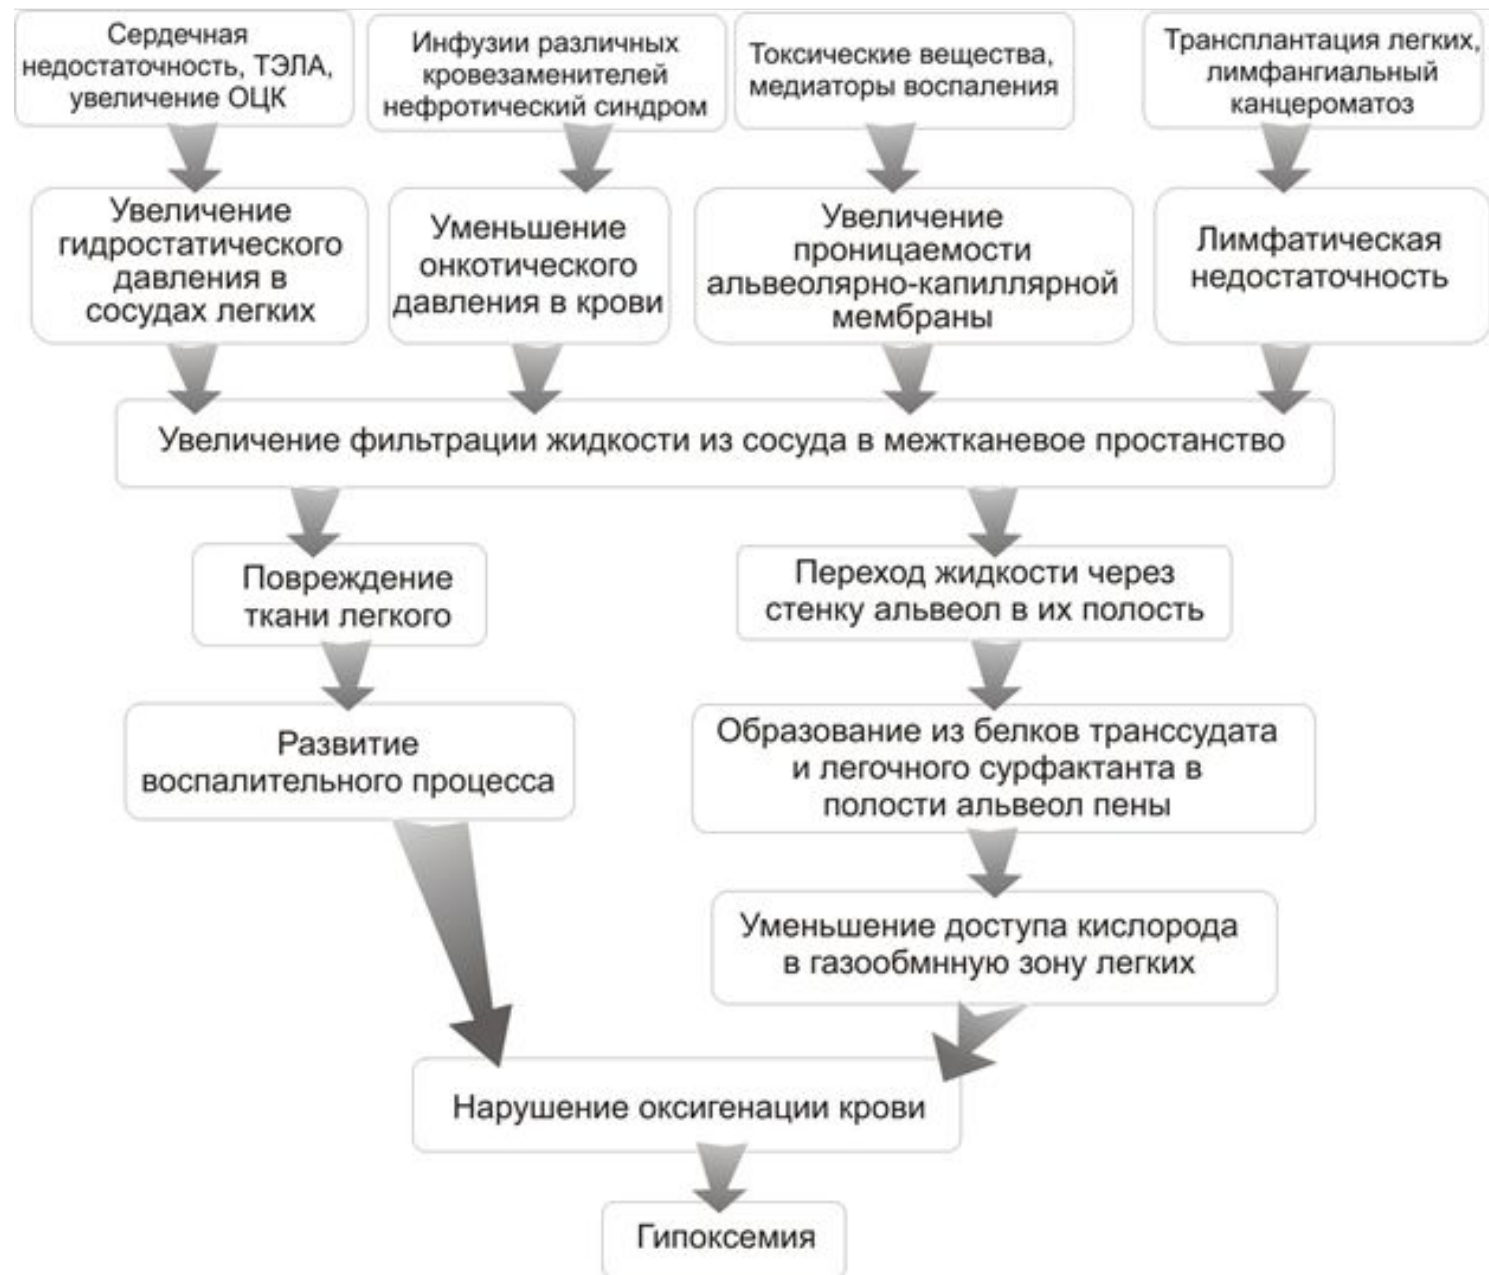 Сердечная
недостаточность, ТЭЛА,
увеличение ОЦК
Инфузии различных
кровезаменителей
нефротический синдром
Токсические вещества,
медиаторы воспаления
Трансплантация легких,
лимфангиальный
канцероматоз
Увеличение
гидростатического
давления в
сосудах легких
Уменьшение
онкотического
давления в крови
Увеличение
проницаемости
альвеолярно-капиллярной
мембраны
Лимфатическая
недостаточность
Увеличение фильтрации жидкости из сосуда в межтканевое простанство
Повреждение
ткани легкого
Переход жидкости через
стенку альвеол в их полость
Развитие
воспалительного процесса
Образование из белков транссудата
и легочного сурфактанта в
полости альвеол пены
Уменьшение доступа кислорода
в газообмнную зону легких
Нарушение оксигенации крови
Гипоксемия